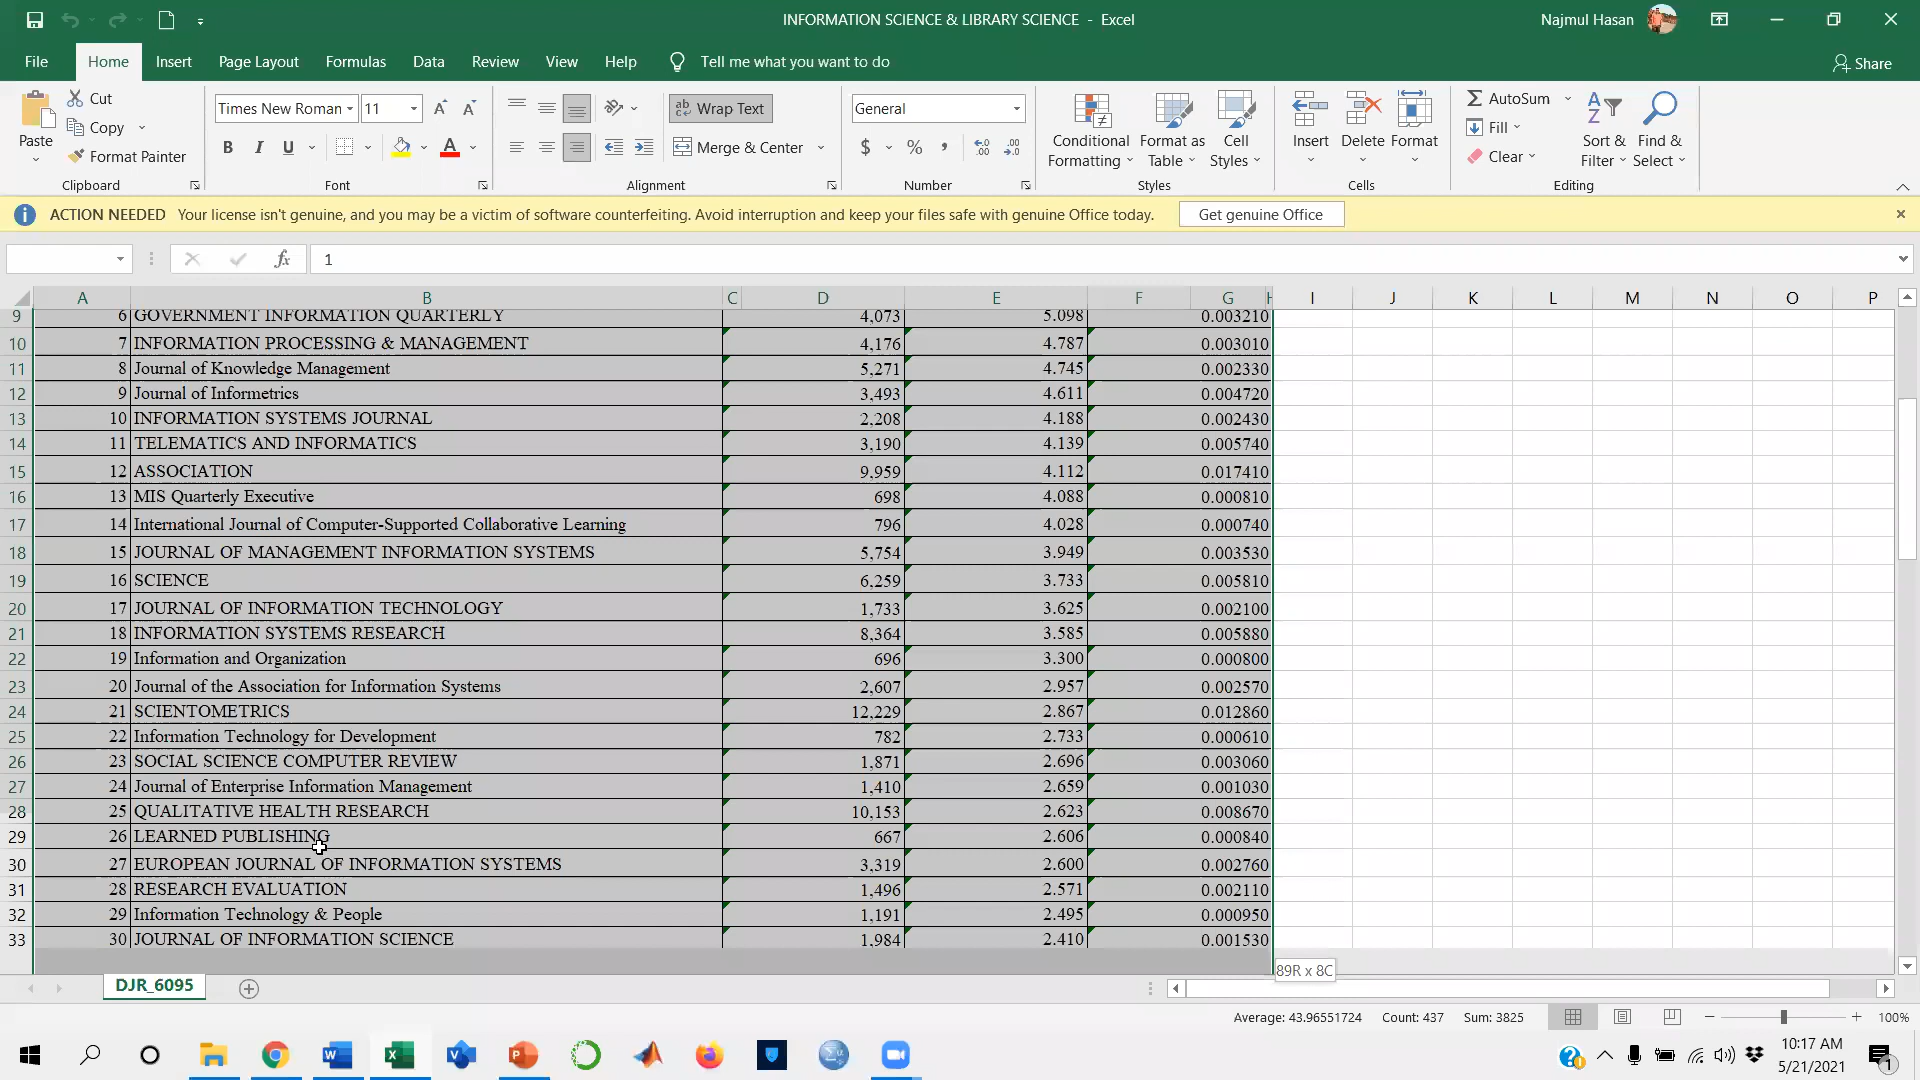 INFORMATION SCIENCE & LIBRARY SCIENCE - Excel
Najmul Hasan
File Home Insert Page Layout Formulas Data Review View Help Tell me what you want to do Share
Paste Cut Copy Format Painter
Times New Roman 11
B I U A
Wrap Text
Merge & Center
General
$ % ,
Conditional Formatting Format as Table Cell Styles
Insert Delete Format
AutoSum Fill Clear
Sort & Filter Find & Select
Clipboard Font Alignment Number Styles Cells Editing
ACTION NEEDED Your license isn't genuine, and you may be a victim of software counterfeiting. Avoid interruption and keep your files safe with genuine Office today. Get genuine Office
fx 1
A B C D E F G H I J K L M N O P
9 6 GOVERNMENT INFORMATION QUARTERLY 4,073 5.098 0.003210
10 7 INFORMATION PROCESSING & MANAGEMENT 4,176 4.787 0.003010
11 8 Journal of Knowledge Management 5,271 4.745 0.002330
12 9 Journal of Informetrics 3,493 4.611 0.004720
13 10 INFORMATION SYSTEMS JOURNAL 2,208 4.188 0.002430
14 11 TELEMATICS AND INFORMATICS 3,190 4.139 0.005740
15 12 ASSOCIATION 9,959 4.112 0.017410
16 13 MIS Quarterly Executive 698 4.088 0.000810
17 14 International Journal of Computer-Supported Collaborative Learning 796 4.028 0.000740
18 15 JOURNAL OF MANAGEMENT INFORMATION SYSTEMS 5,754 3.949 0.003530
19 16 SCIENCE 6,259 3.733 0.005810
20 17 JOURNAL OF INFORMATION TECHNOLOGY 1,733 3.625 0.002100
21 18 INFORMATION SYSTEMS RESEARCH 8,364 3.585 0.005880
22 19 Information and Organization 696 3.300 0.000800
23 20 Journal of the Association for Information Systems 2,607 2.957 0.002570
24 21 SCIENTOMETRICS 12,229 2.867 0.012860
25 22 Information Technology for Development 782 2.733 0.000610
26 23 SOCIAL SCIENCE COMPUTER REVIEW 1,871 2.696 0.003060
27 24 Journal of Enterprise Information Management 1,410 2.659 0.001030
28 25 QUALITATIVE HEALTH RESEARCH 10,153 2.623 0.008670
29 26 LEARNED PUBLISHING 667 2.606 0.000840
30 27 EUROPEAN JOURNAL OF INFORMATION SYSTEMS 3,319 2.600 0.002760
31 28 RESEARCH EVALUATION 1,496 2.571 0.002110
32 29 Information Technology & People 1,191 2.495 0.000950
33 30 JOURNAL OF INFORMATION SCIENCE 1,984 2.410 0.001530
89R x 8C
DJR_6095
Average: 43.96551724 Count: 437 Sum: 3825 100%
10:17 AM
5/21/2021
1